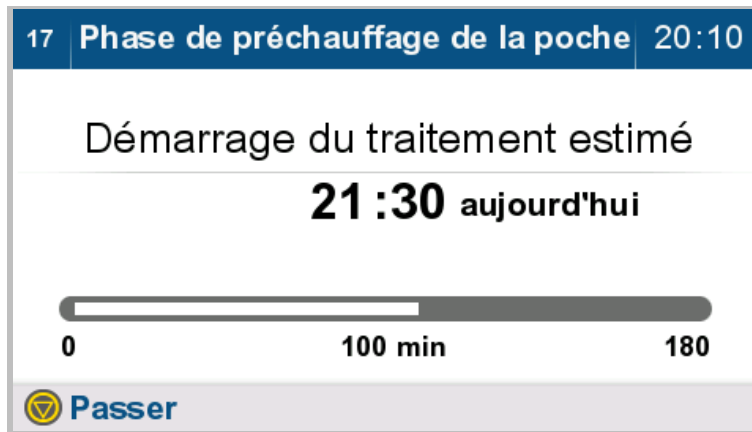 17 Phase de préchauffage de la poche 20:10
Démarrage du traitement estimé
21:30 aujourd'hui
0 100 min 180
Passer